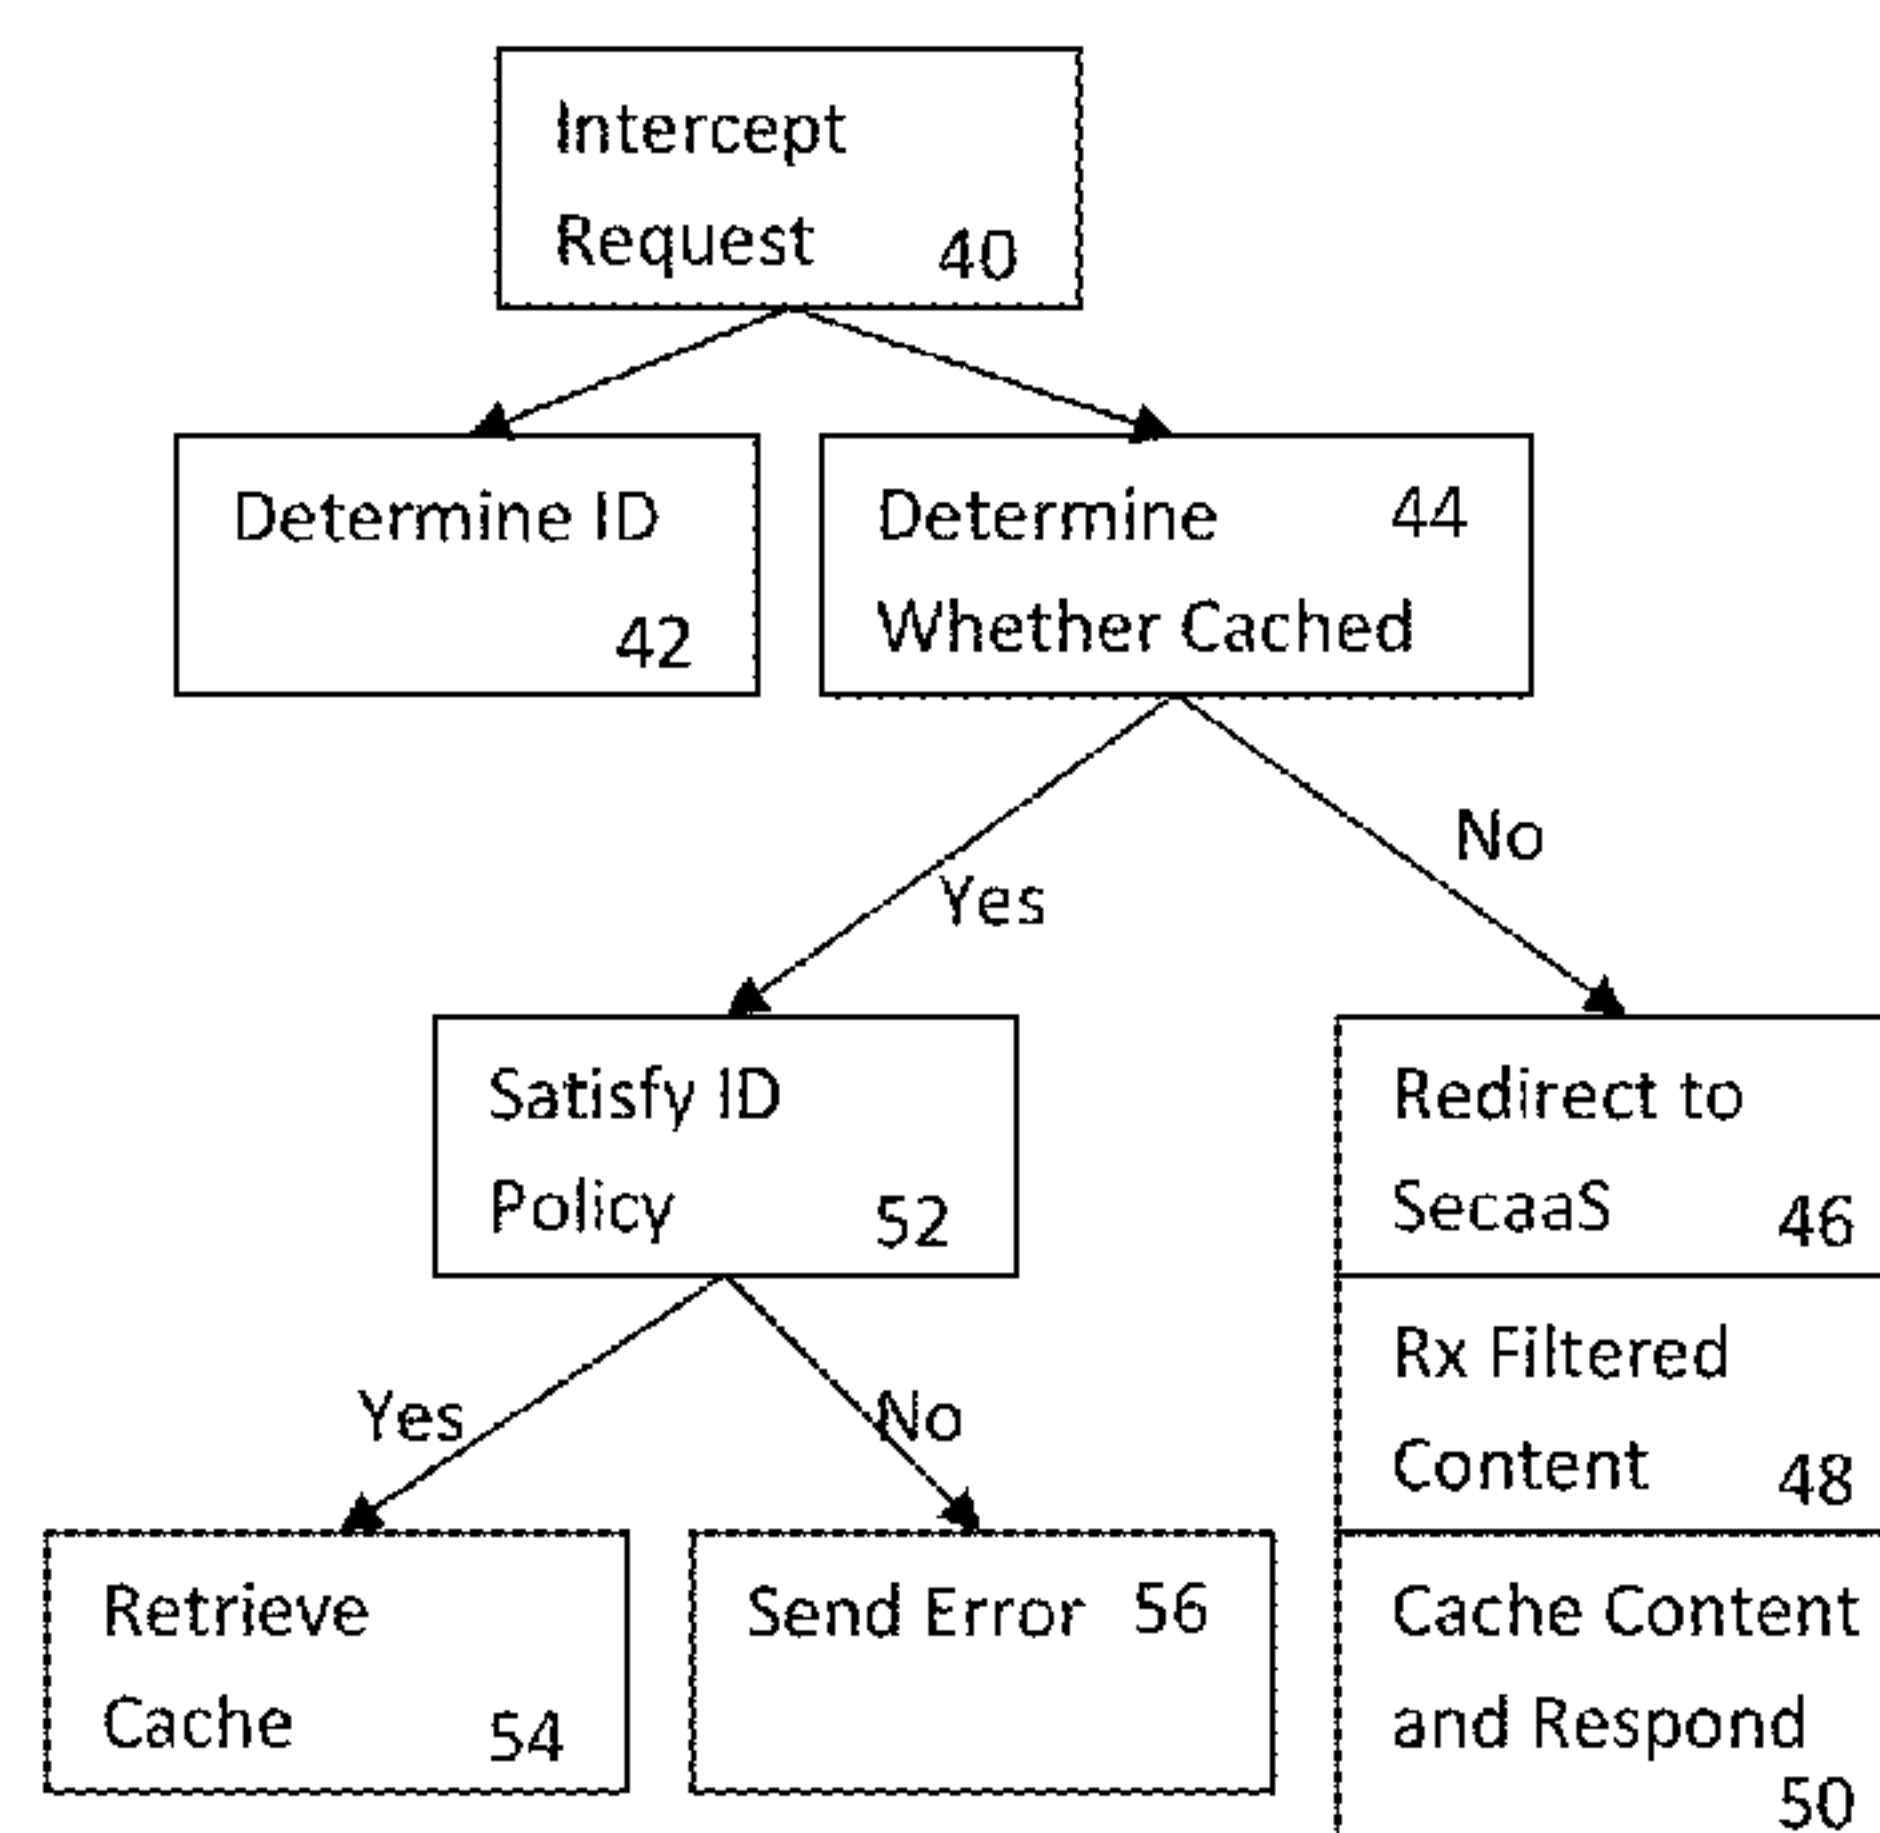 Intercept
Request 40
Determine ID
42
Determine 44
Whether Cached
No
Yes
Satisfy ID
Policy 52
Redirect to
SecaaS 46
Rx Filtered
Content 48
Yes
No
Retrieve
Cache 54
Send Error 56
Cache Content
and Respond
50